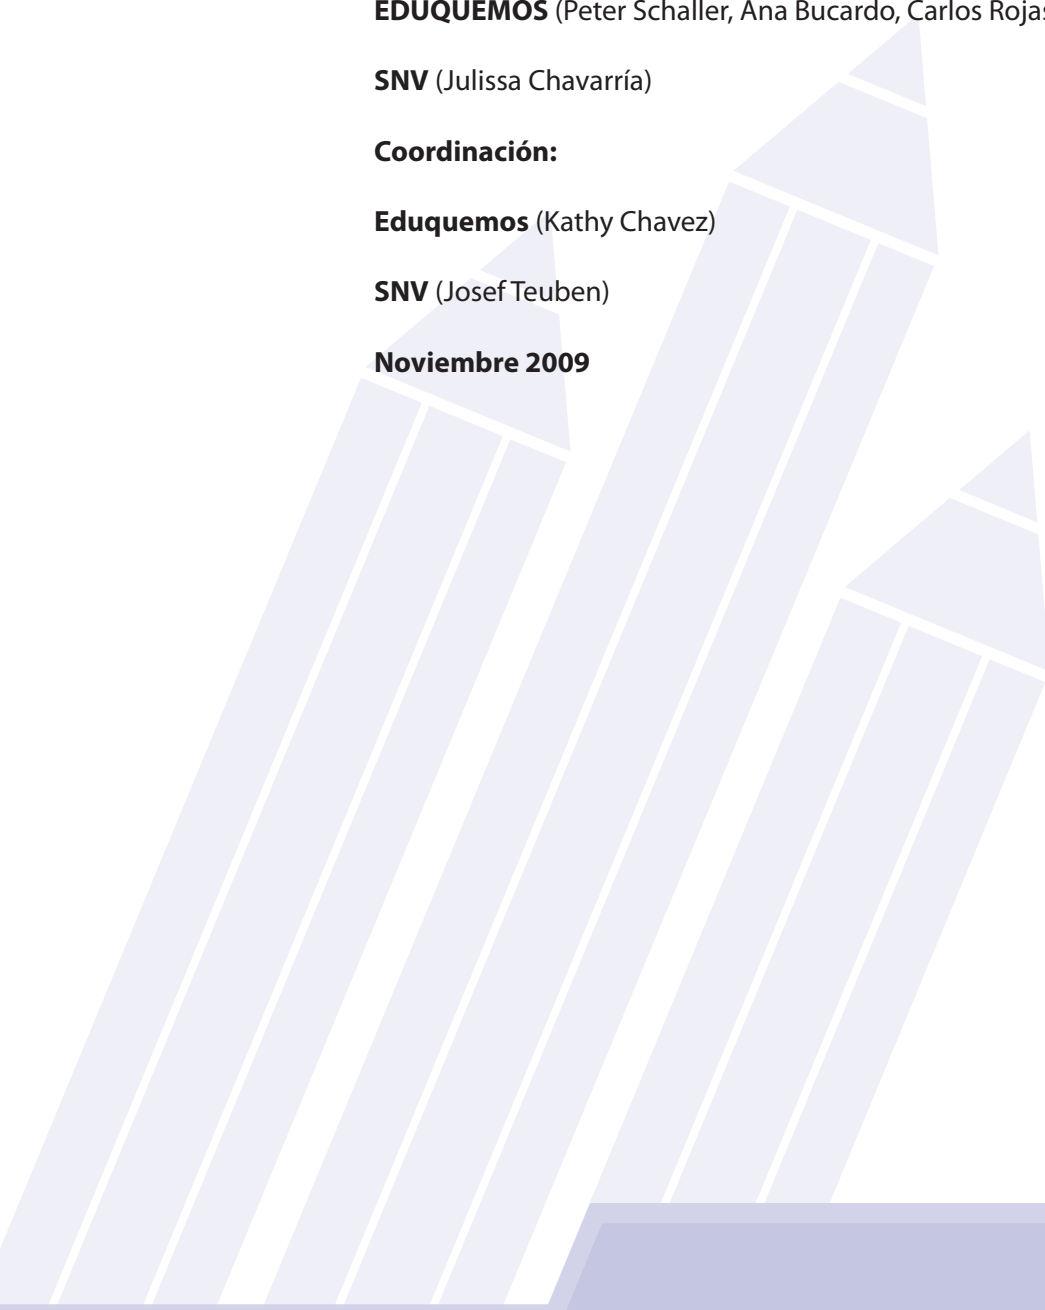 EDUQUEMOS (Peter Schaller, Ana Bucardo, Carlos Rojas
SNV (Julissa Chavarría)
Coordinación:
Eduquemos (Kathy Chavez)
SNV (Josef Teuben)
Noviembre 2009